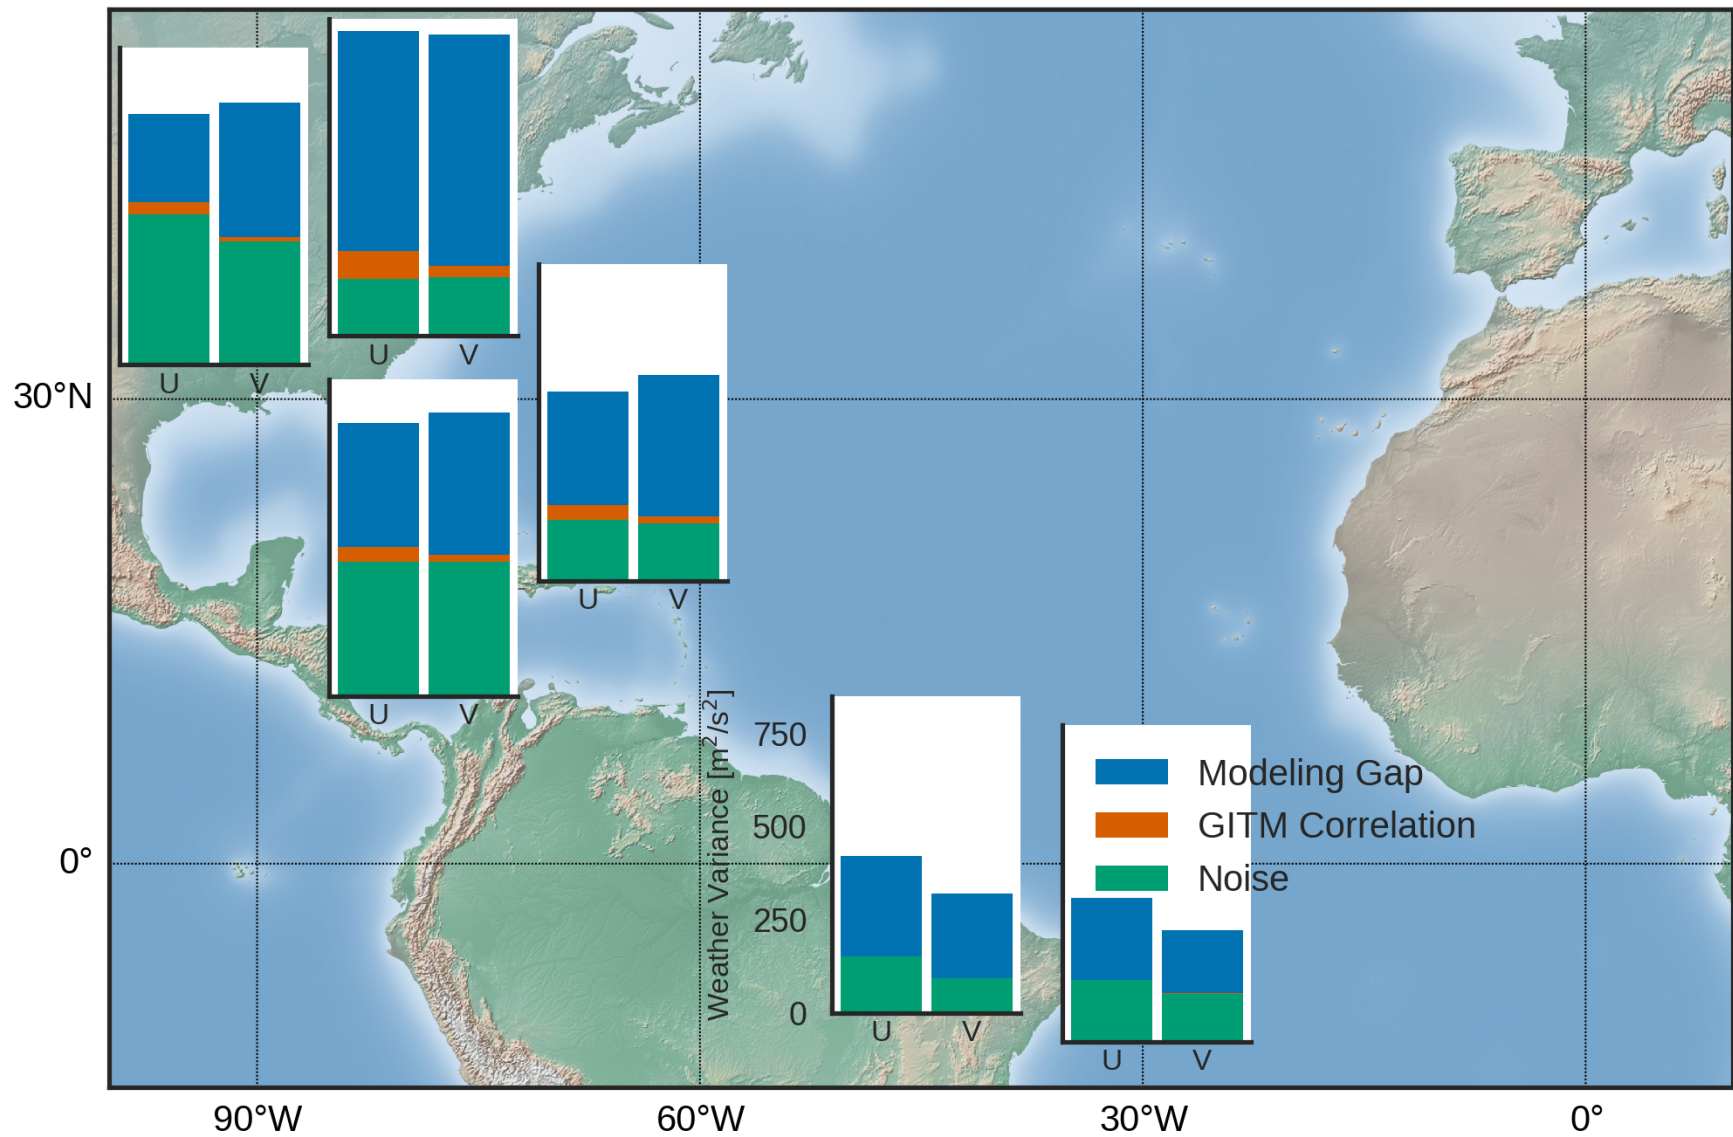 U
V
U
V
30°N
U
V
U
V
Weather Variance [m²/s²]
750
500
250
0
U
V
Modeling Gap
GITM Correlation
Noise
U
V
0°
90°W
60°W
30°W
0°